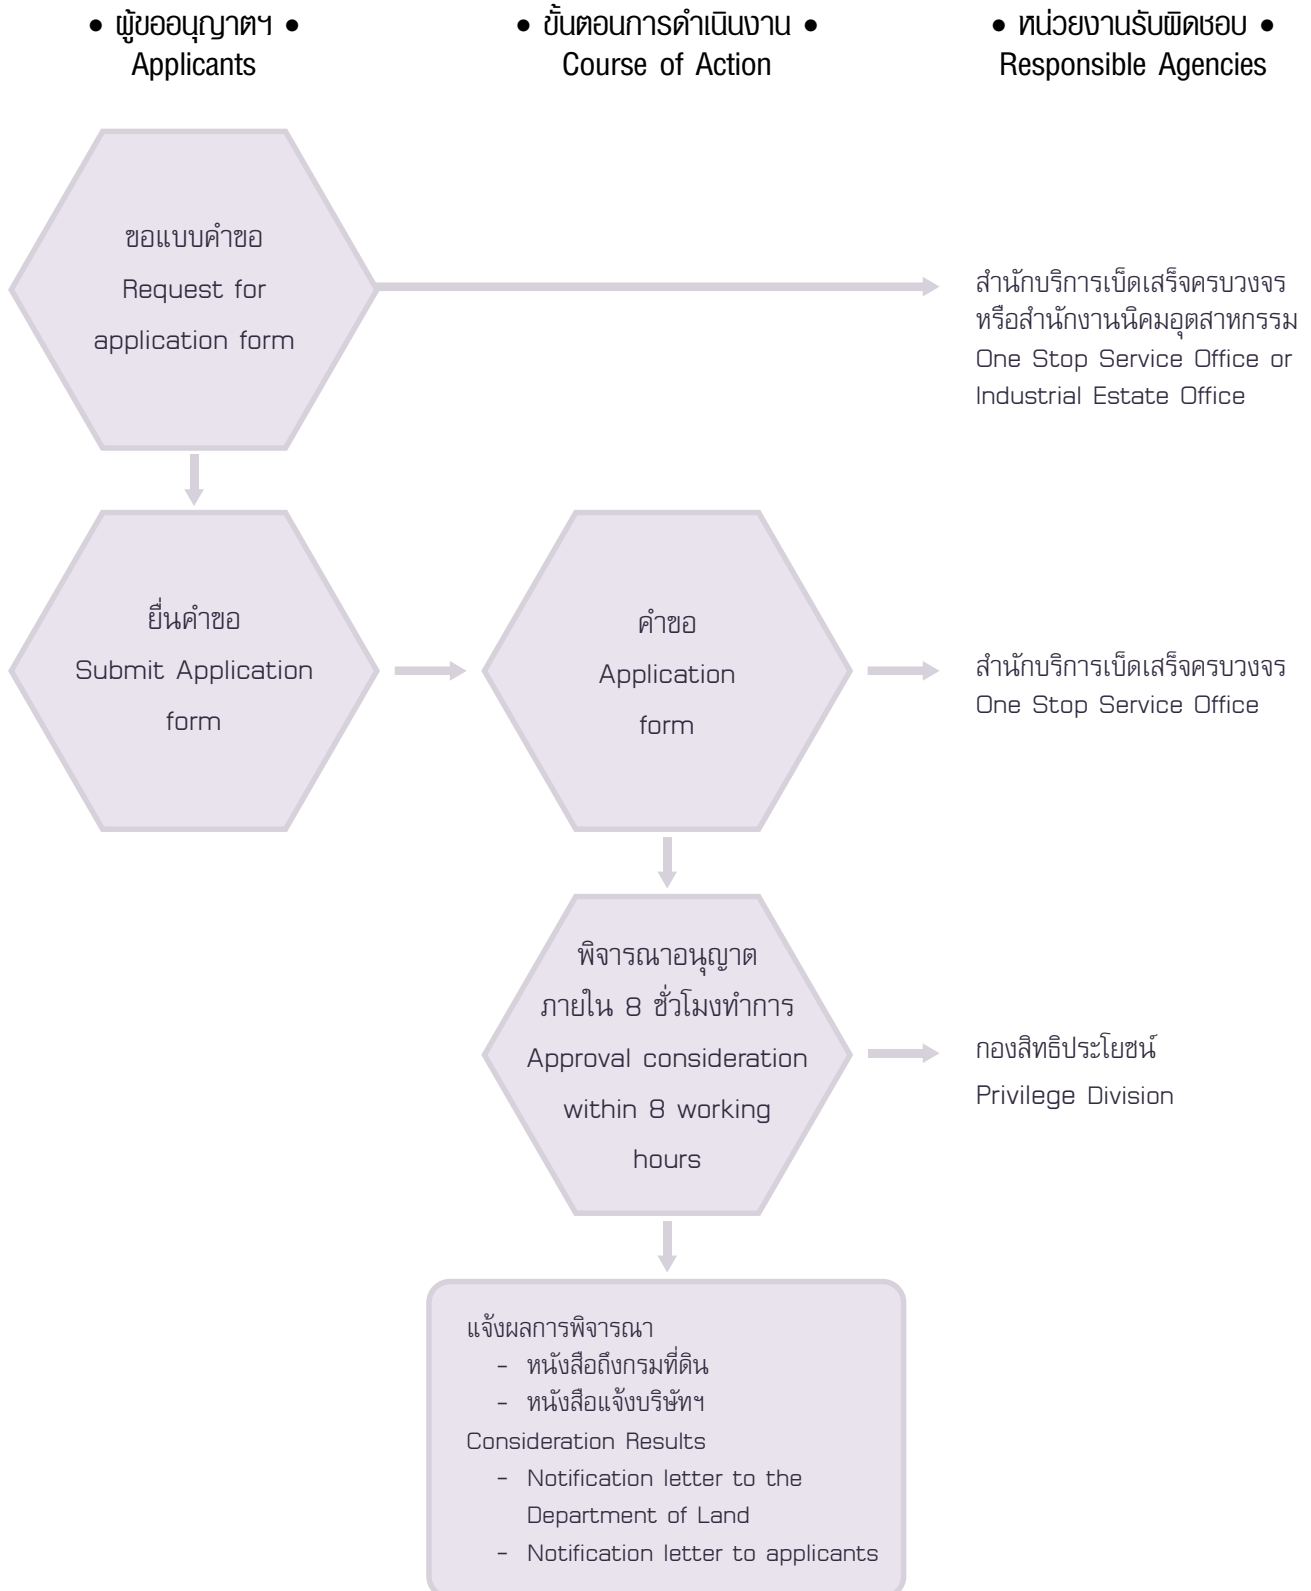 • ผู้ขออนุญาตฯ •
Applicants
• ขั้นตอนการดำเนินงาน •
Course of Action
• หน่วยงานรับผิดชอบ •
Responsible Agencies
ขอแบบคำขอ
Request for
application form
สำนักบริการเบ็ดเสร็จครบวงจร
หรือสำนักงานนิคมอุตสาหกรรม
One Stop Service Office or
Industrial Estate Office
ยื่นคำขอ
Submit Application
form
คำขอ
Application
form
สำนักบริการเบ็ดเสร็จครบวงจร
One Stop Service Office
พิจารณาอนุญาต
ภายใน 8 ชั่วโมงทำการ
Approval consideration
within 8 working
hours
กองสิทธิประโยชน์
Privilege Division
แจ้งผลการพิจารณา
- หนังสือถึงกรมที่ดิน
- หนังสือแจ้งบริษัทฯ
Consideration Results
- Notification letter to the
Department of Land
- Notification letter to applicants